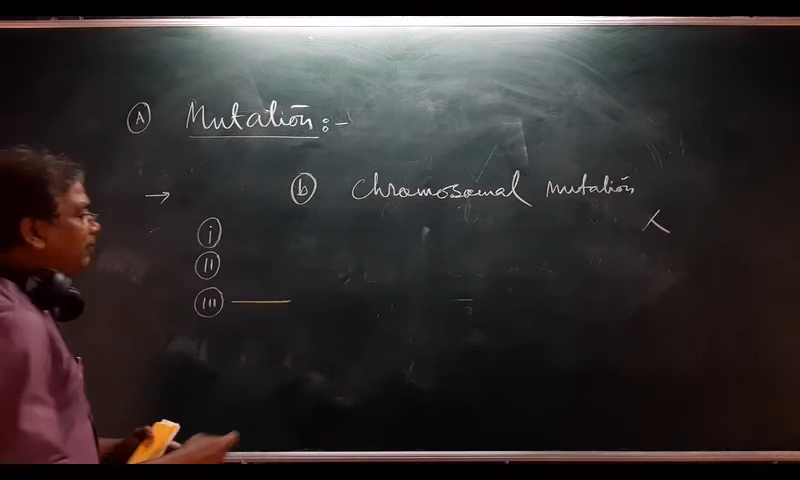 Ⓐ Mutation :-
→ ⓑ Chromosomal mutation
ⓘ
(ii)
(iii)